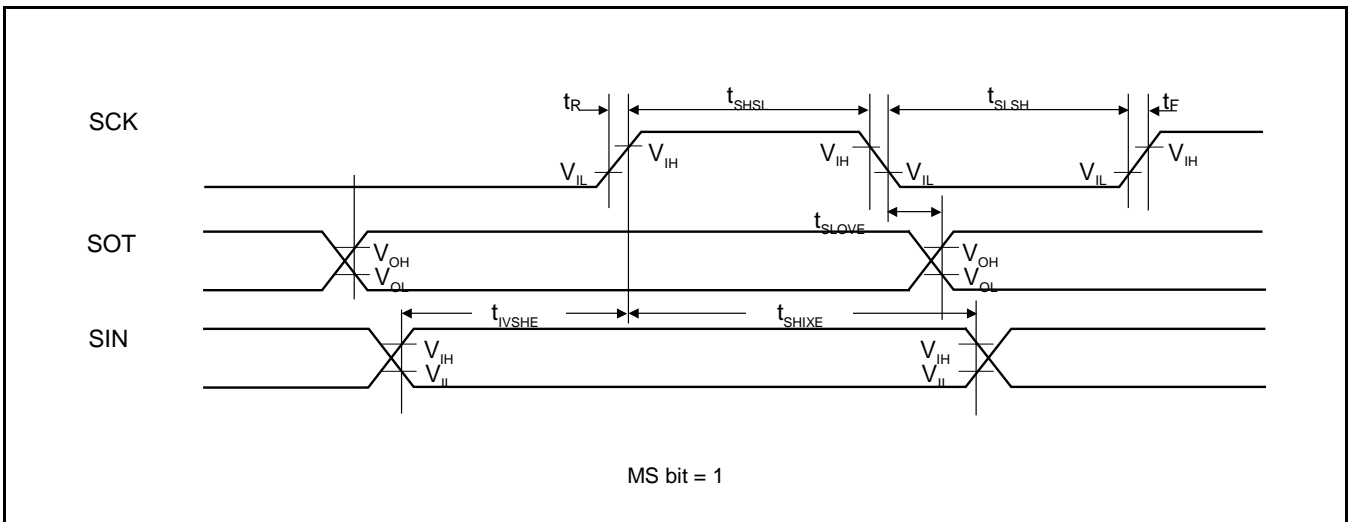 tR
tSHSL
tSLSH
tF
SCK
VIH
VIH
VIH
VIL
VIL
VIL
SOT
tSLOVE
VOH
VOH
VOL
VOL
tIVSHE
tSHIXE
SIN
VIH
VIH
VIL
VIL
MS bit = 1